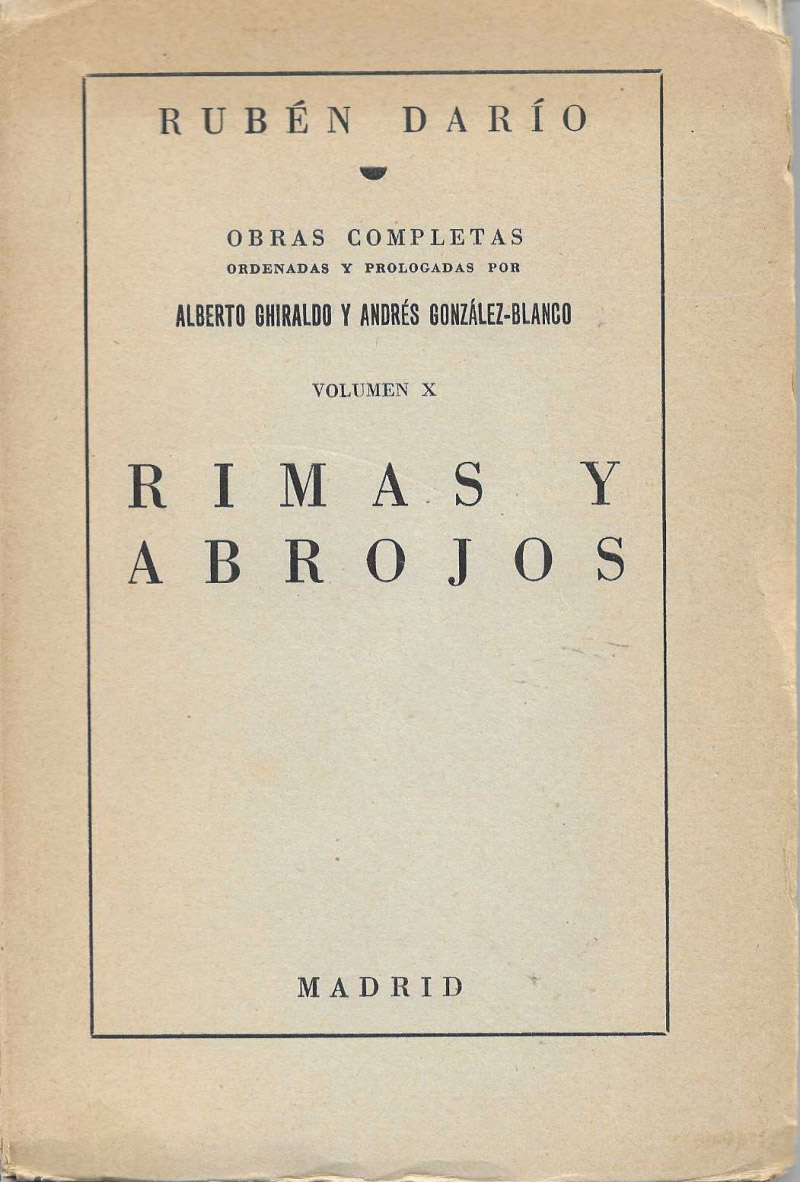 RUBÉN DARÍO
OBRAS COMPLETAS
ORDENADAS Y PROLOGADAS POR
ALBERTO GHIRALDO Y ANDRÉS GONZÁLEZ-BLANCO
VOLUMEN X
RIMAS Y
ABROJOS
MADRID